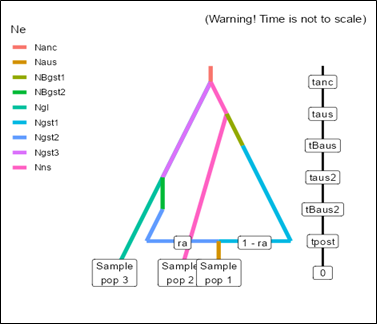 (Warning! Time is not to scale)
Ne
Nanc
Naus
NBgst1
NBgst2
Ngl
Ngst1
Ngst2
Ngst3
Nns
tanc
taus
tBaus
taus2
tBaus2
tpost
0
ra
1 - ra
Sample
pop 3
Sampl
pop 2
Sample
pop 1